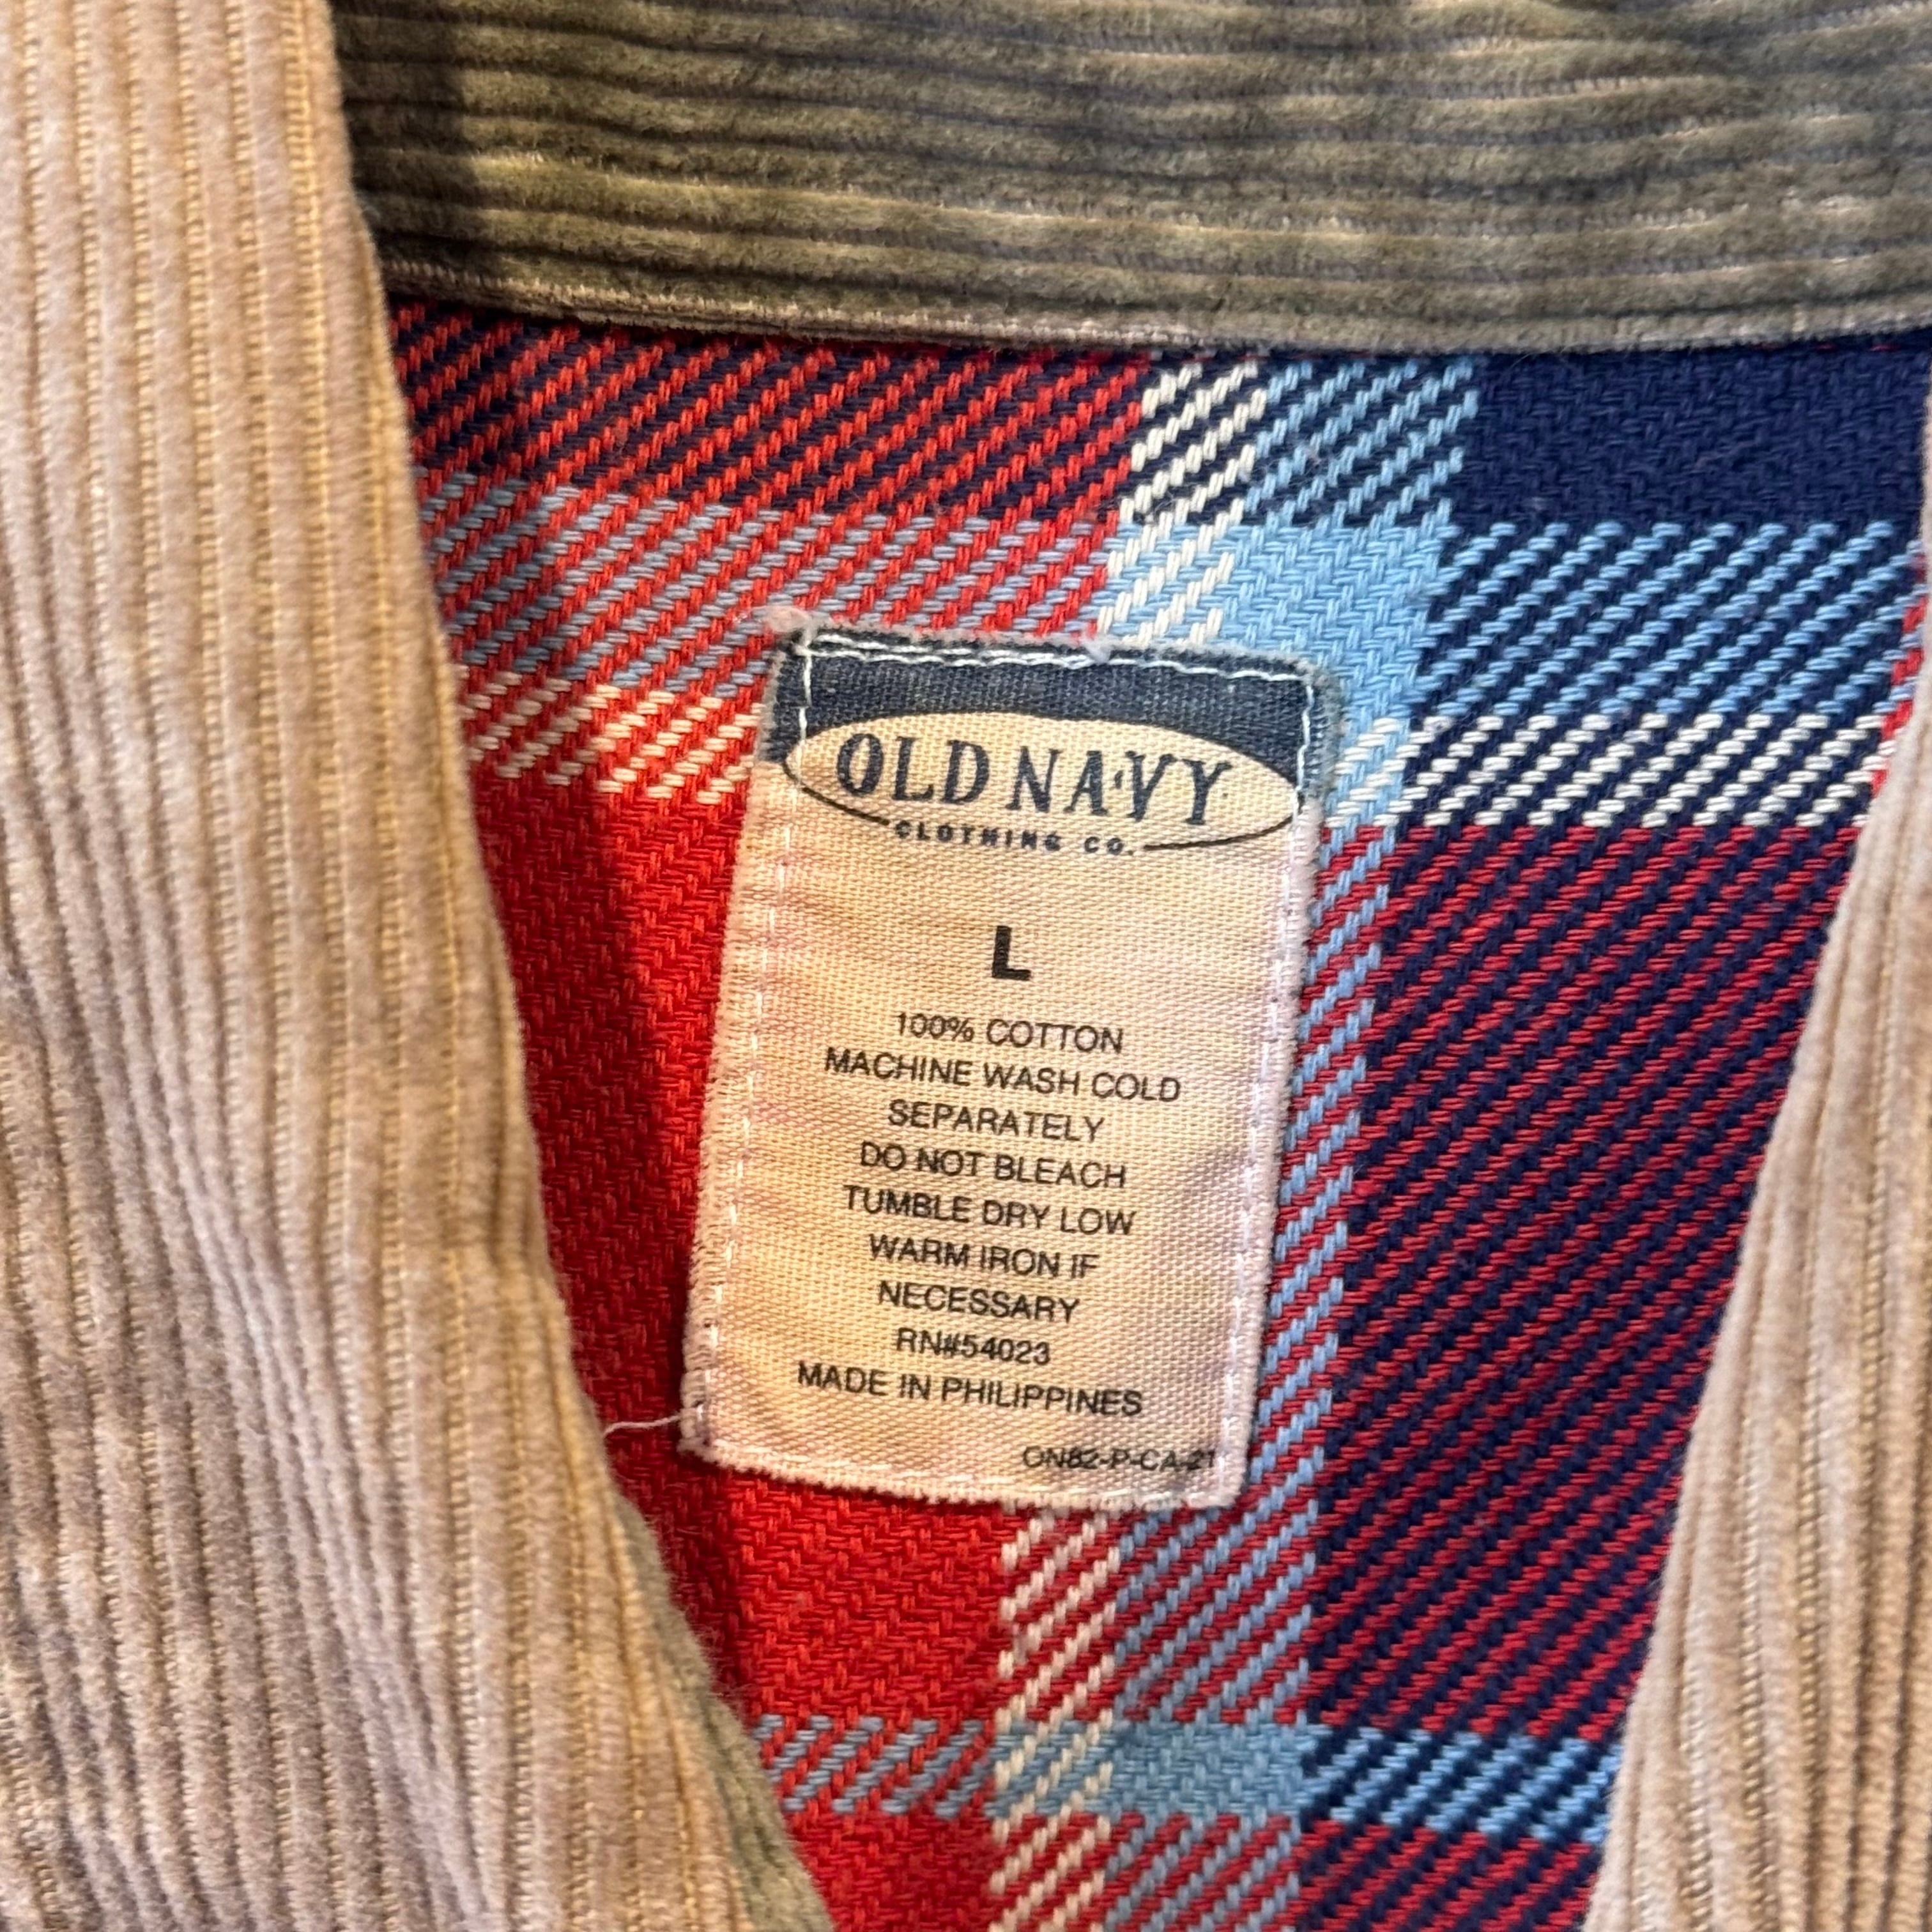 OLD NAVY
CLOTHING CO.
L
100% COTTON
MACHINE WASH COLD
SEPARATELY
DO NOT BLEACH
TUMBLE DRY LOW
WARM IRON IF
NECESSARY
RN#54023
MADE IN PHILIPPINES
ON82-P-CA-21